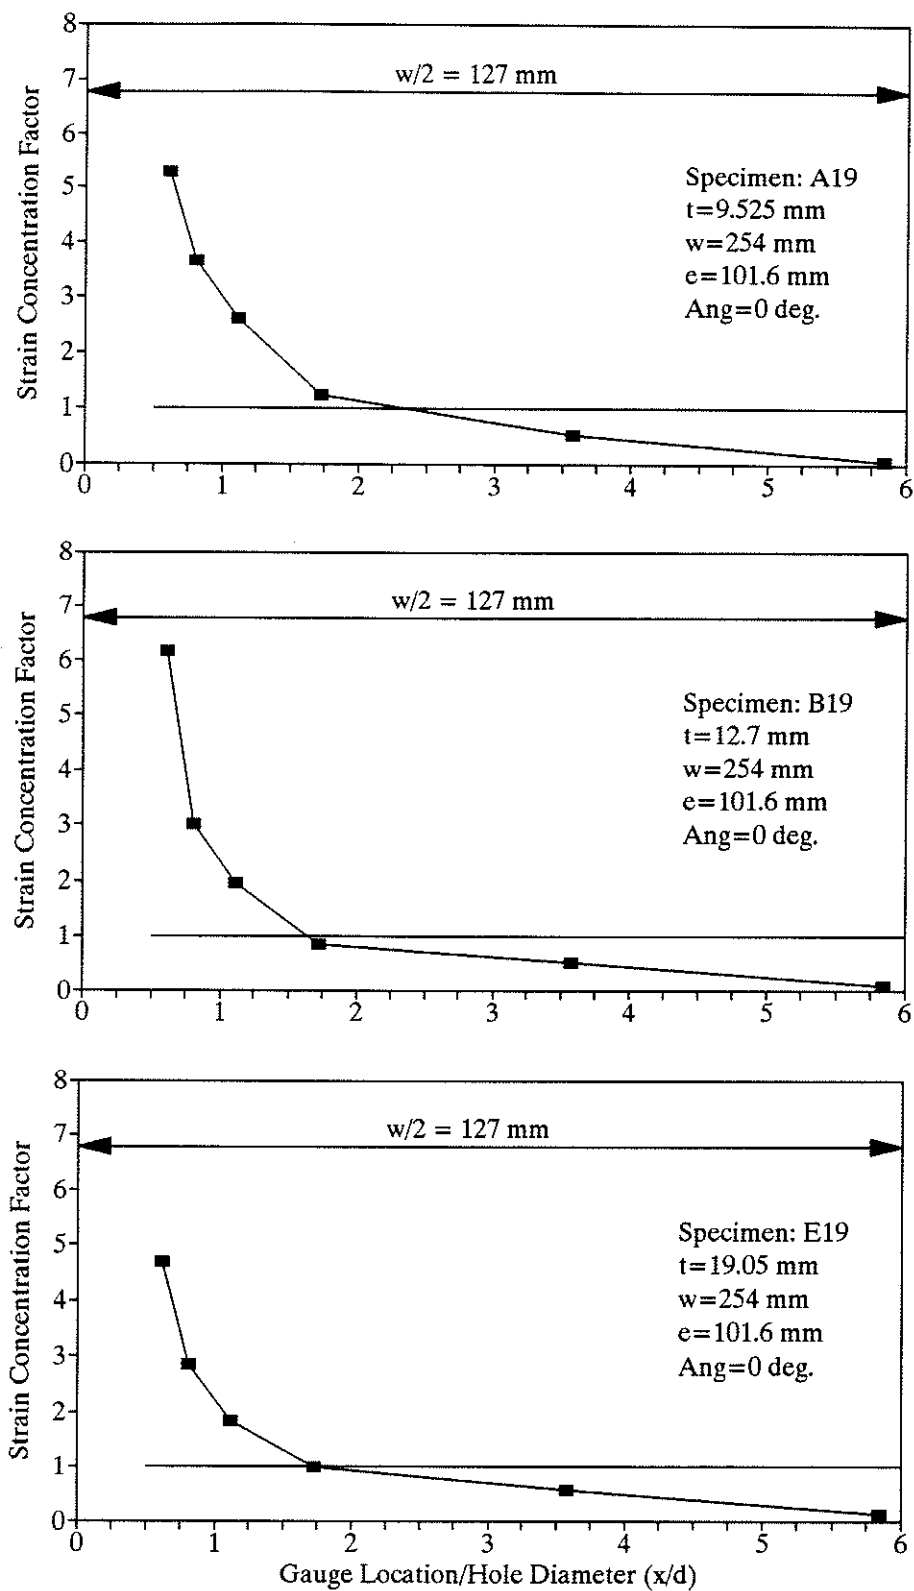 8
7
6
5
4
3
2
1
0
Strain Concentration Factor
w/2 = 127 mm
Specimen: A19
t=9.525 mm
w=254 mm
e=101.6 mm
Ang=0 deg.
0 1 2 3 4 5 6
8
7
6
5
4
3
2
1
0
Strain Concentration Factor
w/2 = 127 mm
Specimen: B19
t=12.7 mm
w=254 mm
e=101.6 mm
Ang=0 deg.
0 1 2 3 4 5 6
8
7
6
5
4
3
2
1
0
Strain Concentration Factor
w/2 = 127 mm
Specimen: E19
t=19.05 mm
w=254 mm
e=101.6 mm
Ang=0 deg.
0 1 2 3 4 5 6
Gauge Location/Hole Diameter (x/d)